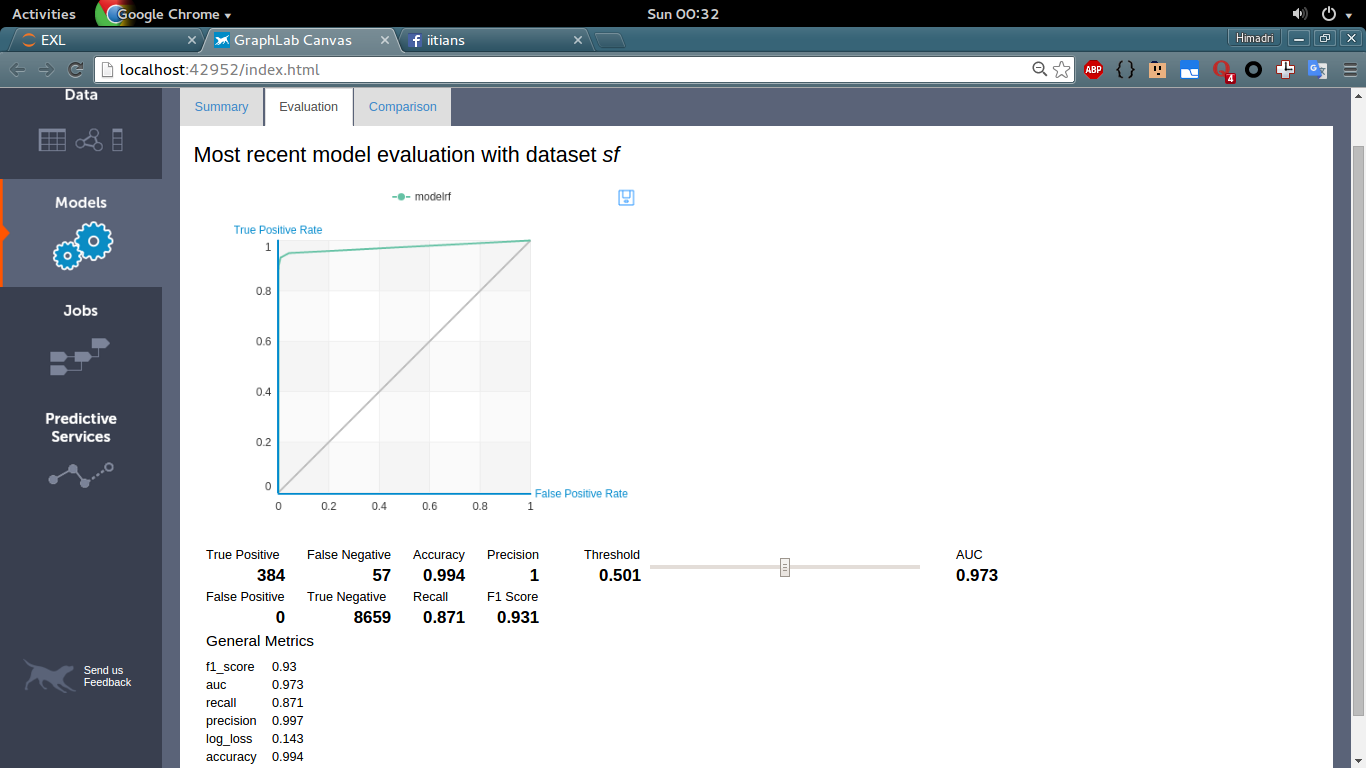 Activities Google Chrome Sun 00:32
EXL GraphLab Canvas iitians Himadri
localhost:42952/index.html ABP {} 4
Data
Models
Jobs
Predictive
Services
Send us
Feedback
Summary Evaluation Comparison
Most recent model evaluation with dataset sf
modelrf
True Positive Rate
1
0.8
0.6
0.4
0.2
0
0 0.2 0.4 0.6 0.8 1
False Positive Rate
True Positive False Negative Accuracy Precision Threshold AUC
384 57 0.994 1 0.501 0.973
False Positive True Negative Recall F1 Score
0 8659 0.871 0.931
General Metrics
f1_score 0.93
auc 0.973
recall 0.871
precision 0.997
log_loss 0.143
accuracy 0.994